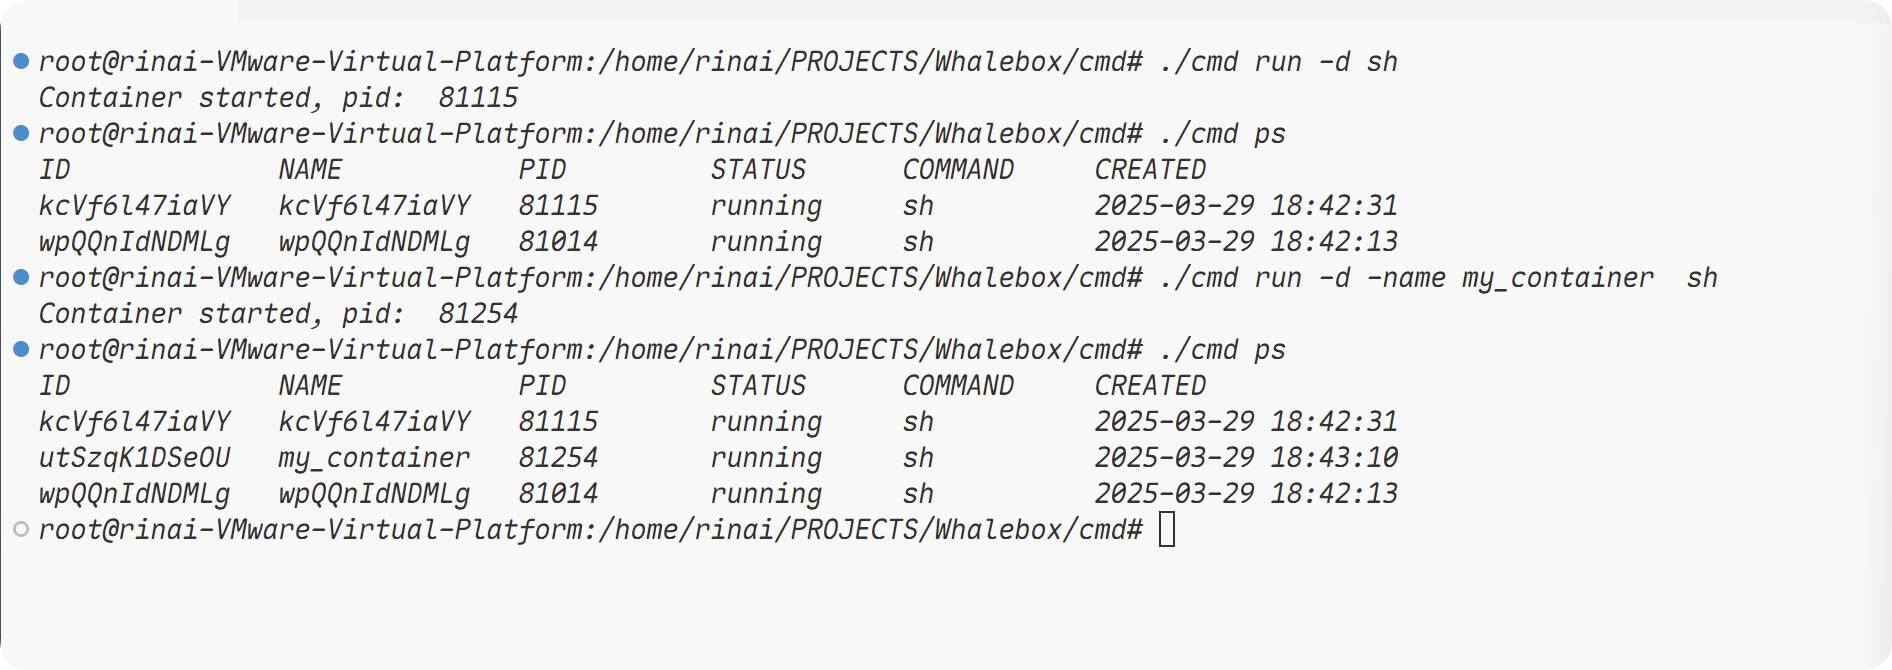 root@rinai-VMware-Virtual-Platform:/home/rinai/PROJECTS/Whalebox/cmd# ./cmd run -d sh
Container started, pid:  81115
root@rinai-VMware-Virtual-Platform:/home/rinai/PROJECTS/Whalebox/cmd# ./cmd ps
ID             NAME           PID         STATUS      COMMAND     CREATED
kcVf6l47iaVY   kcVf6l47iaVY   81115       running     sh          2025-03-29 18:42:31
wpQQnIdNDMLg   wpQQnIdNDMLg   81014       running     sh          2025-03-29 18:42:13
root@rinai-VMware-Virtual-Platform:/home/rinai/PROJECTS/Whalebox/cmd# ./cmd run -d -name my_container  sh
Container started, pid:  81254
root@rinai-VMware-Virtual-Platform:/home/rinai/PROJECTS/Whalebox/cmd# ./cmd ps
ID             NAME           PID         STATUS      COMMAND     CREATED
kcVf6l47iaVY   kcVf6l47iaVY   81115       running     sh          2025-03-29 18:42:31
utSzqK1DSeOU   my_container   81254       running     sh          2025-03-29 18:43:10
wpQQnIdNDMLg   wpQQnIdNDMLg   81014       running     sh          2025-03-29 18:42:13
root@rinai-VMware-Virtual-Platform:/home/rinai/PROJECTS/Whalebox/cmd#